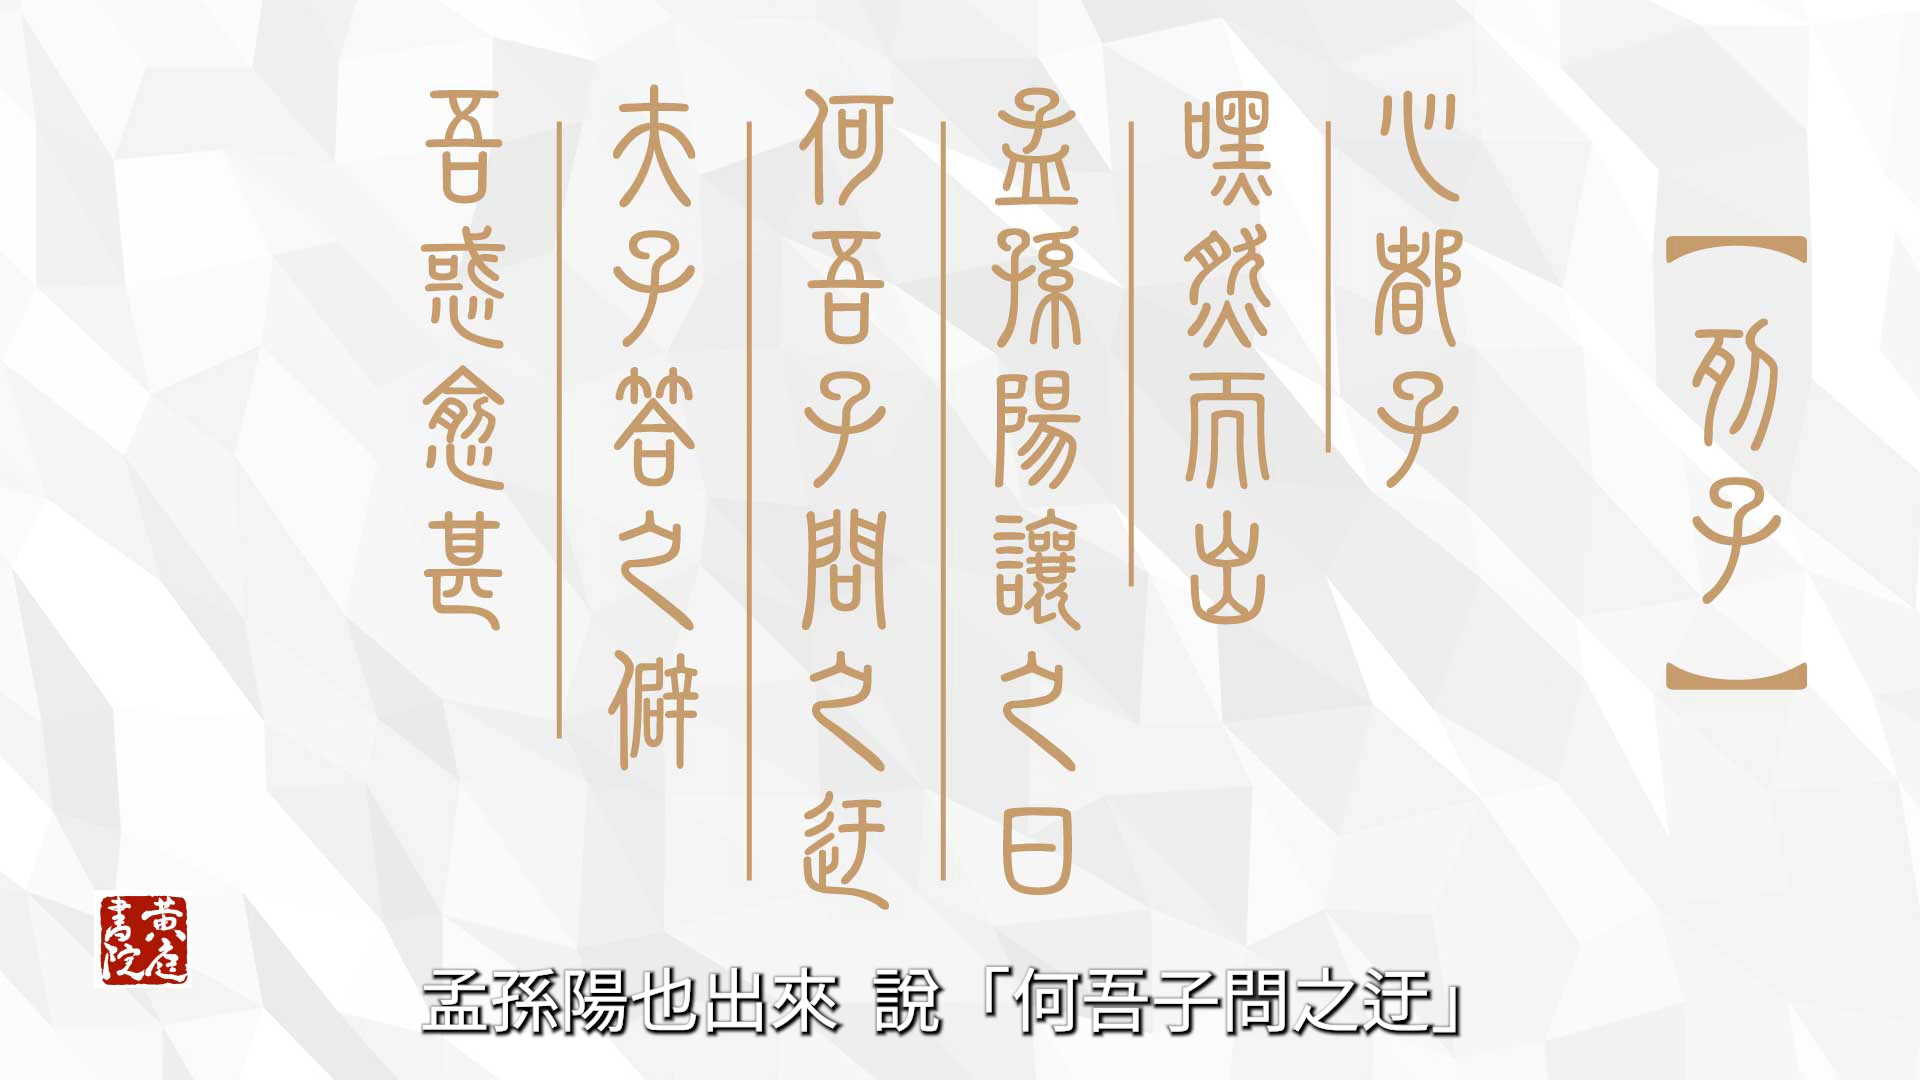 【列子】
心都子
嘿然而出
孟孫陽讓之曰
何吾子問之迂
夫子答之僻
吾惑愈甚
黃庭書院
孟孫陽也出來 說「何吾子問之迂」